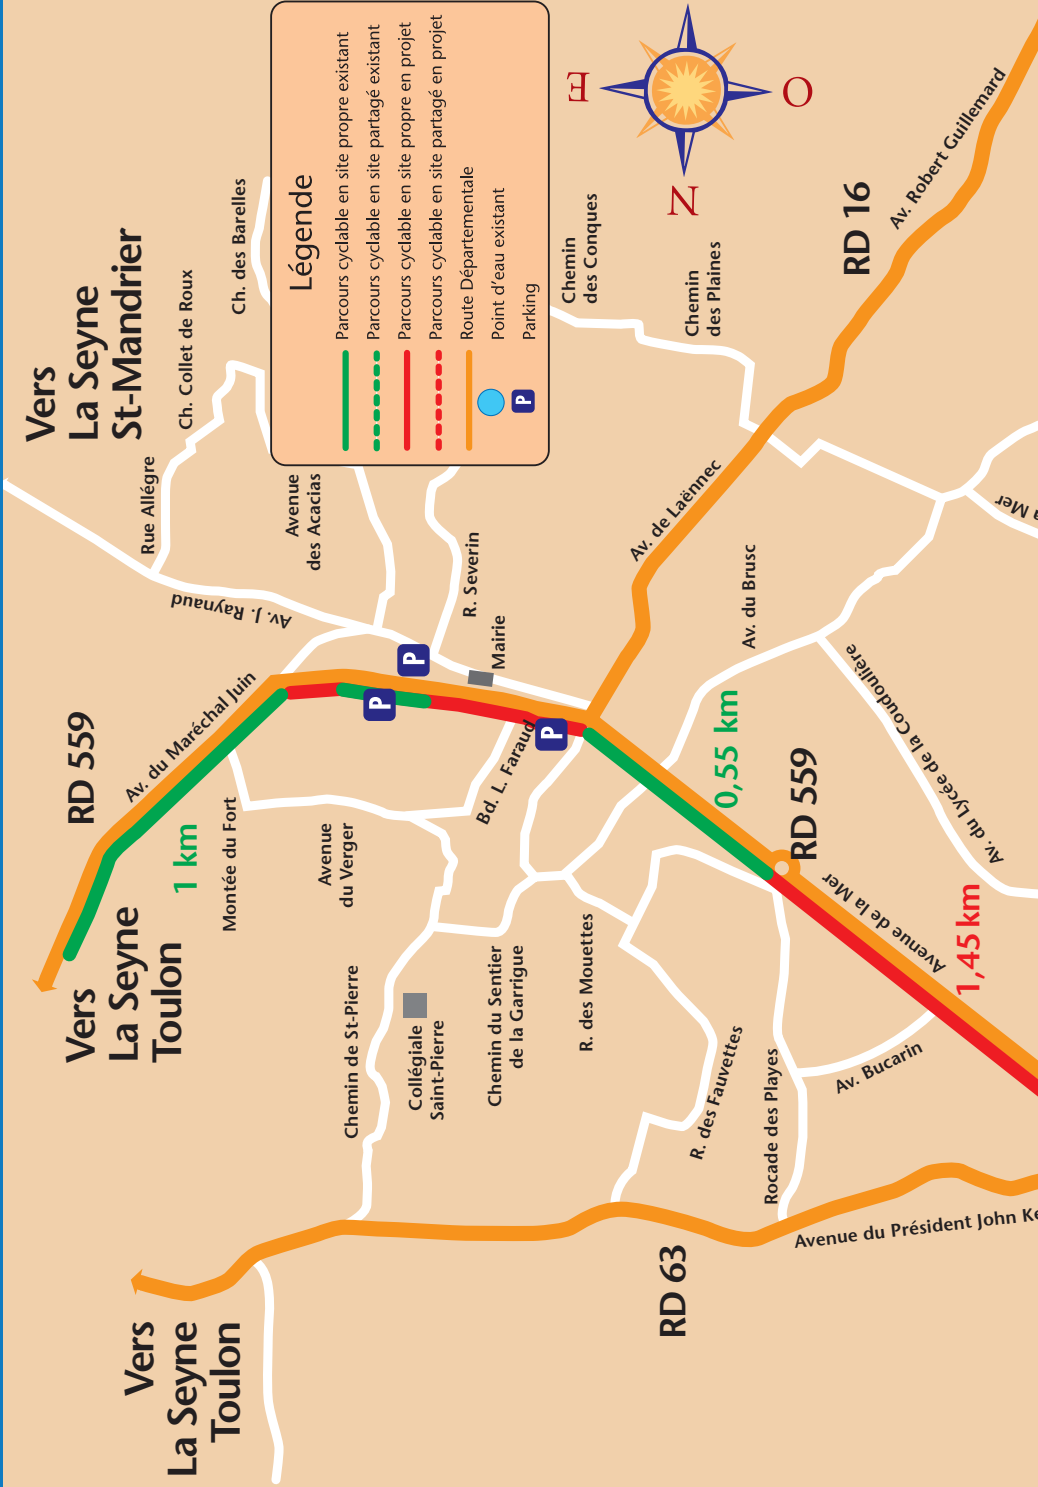 Vers
La Seyne
Toulon
Vers
La Seyne
Toulon
Vers
La Seyne
St-Mandrier
RD 559
Av. du Maréchal Juin
1 km
Montée du Fort
Avenue
du Verger
Chemin de St-Pierre
Collégiale
Saint-Pierre
Chemin du Sentier
de la Garrigue
R. des Mouettes
R. des Fauvettes
Rocade des Playes
Av. Bucarin
RD 63
Avenue du Président John Ke
Rue Allégre
Ch. Collet de Roux
Ch. des Barelles
Avenue
des Acacias
Av. J. Raynaud
R. Severin
Mairie
P
P
P
Bd. L. Faraud
0,55 km
RD 559
Avenue de la Mer
1,45 km
Av. de Laënnec
Av. du Brusc
Av. du Lycée de la Coudoulière
a Mer
Chemin
des Conques
Chemin
des Plaines
RD 16
Av. Robert Guillemard
Légende
Parcours cyclable en site propre existant
Parcours cyclable en site partagé existant
Parcours cyclable en site propre en projet
Parcours cyclable en site partagé en projet
Route Départementale
Point d'eau existant
P
Parking
N
E
O